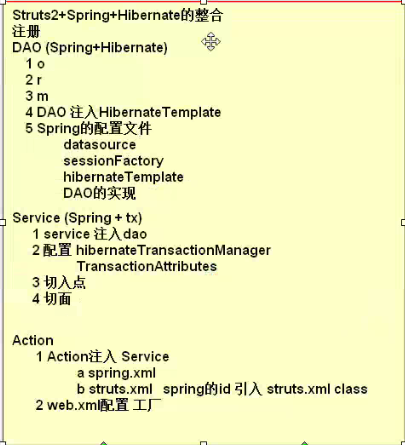 Struts2+Spring+Hibernate的整合
注册
DAO (Spring+Hibernate)
1 o
2 r
3 m
4 DAO 注入HibernateTemplate
5 Spring的配置文件
datasource
sessionFactory
hibernateTemplate
DAO的实现
Service (Spring + tx)
1 service 注入dao
2 配置 hibernateTransactionManager
TransactionAttributes
3 切入点
4 切面
Action
1 Action注入 Service
a spring.xml
b struts.xml spring的id 引入 struts.xml class
2 web.xml配置 工厂